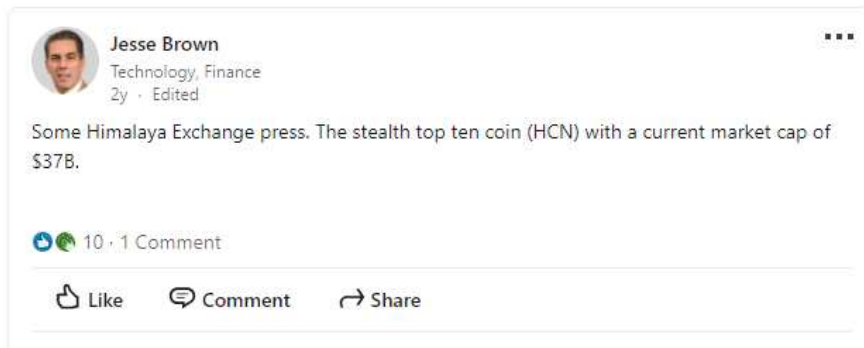 Jesse Brown
Technology, Finance
2y · Edited
Some Himalaya Exchange press. The stealth top ten coin (HCN) with a current market cap of
$37B.
10 · 1 Comment
Like Comment Share